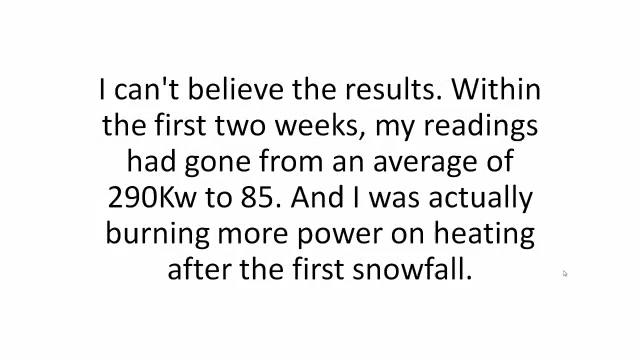 I can't believe the results. Within
the first two weeks, my readings
had gone from an average of
290Kw to 85. And I was actually
burning more power on heating
after the first snowfall.